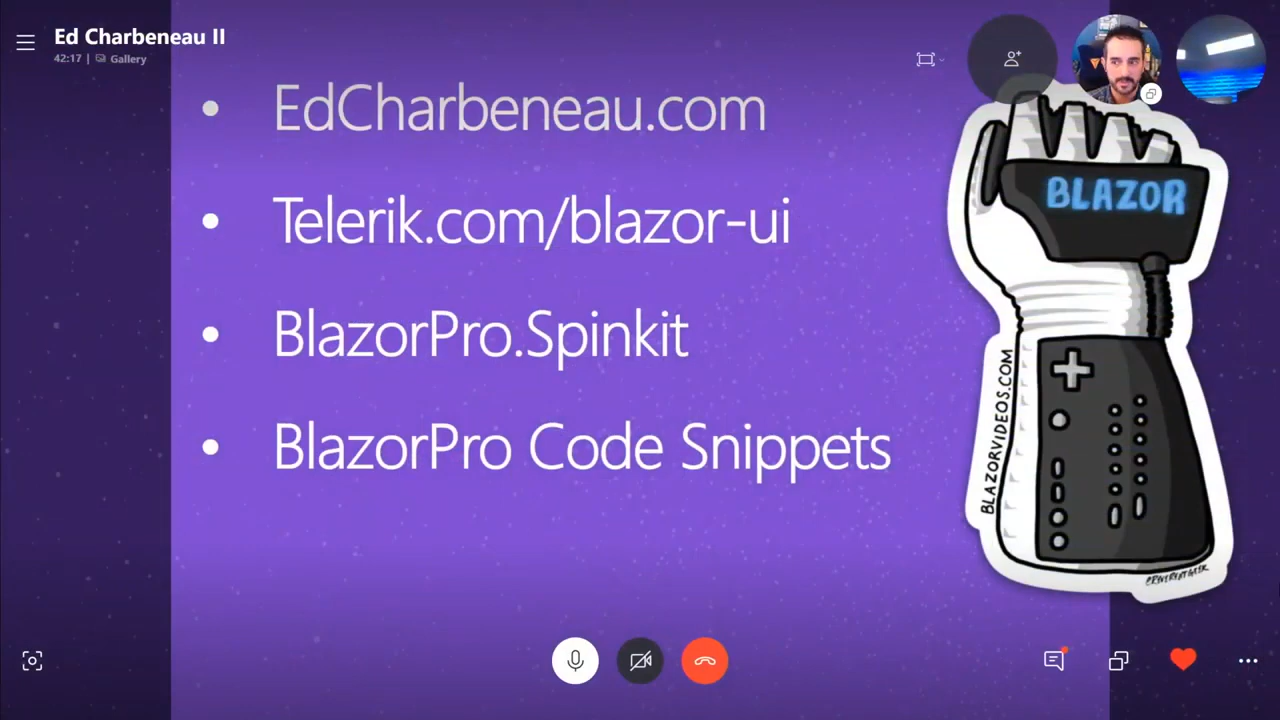 Ed Charbeneau II
42:17 | Gallery
EdCharbeneau.com
Telerik.com/blazor-ui
BlazorPro.Spinkit
BlazorPro Code Snippets
BLAZOR
BLAZORVIDEOS.COM